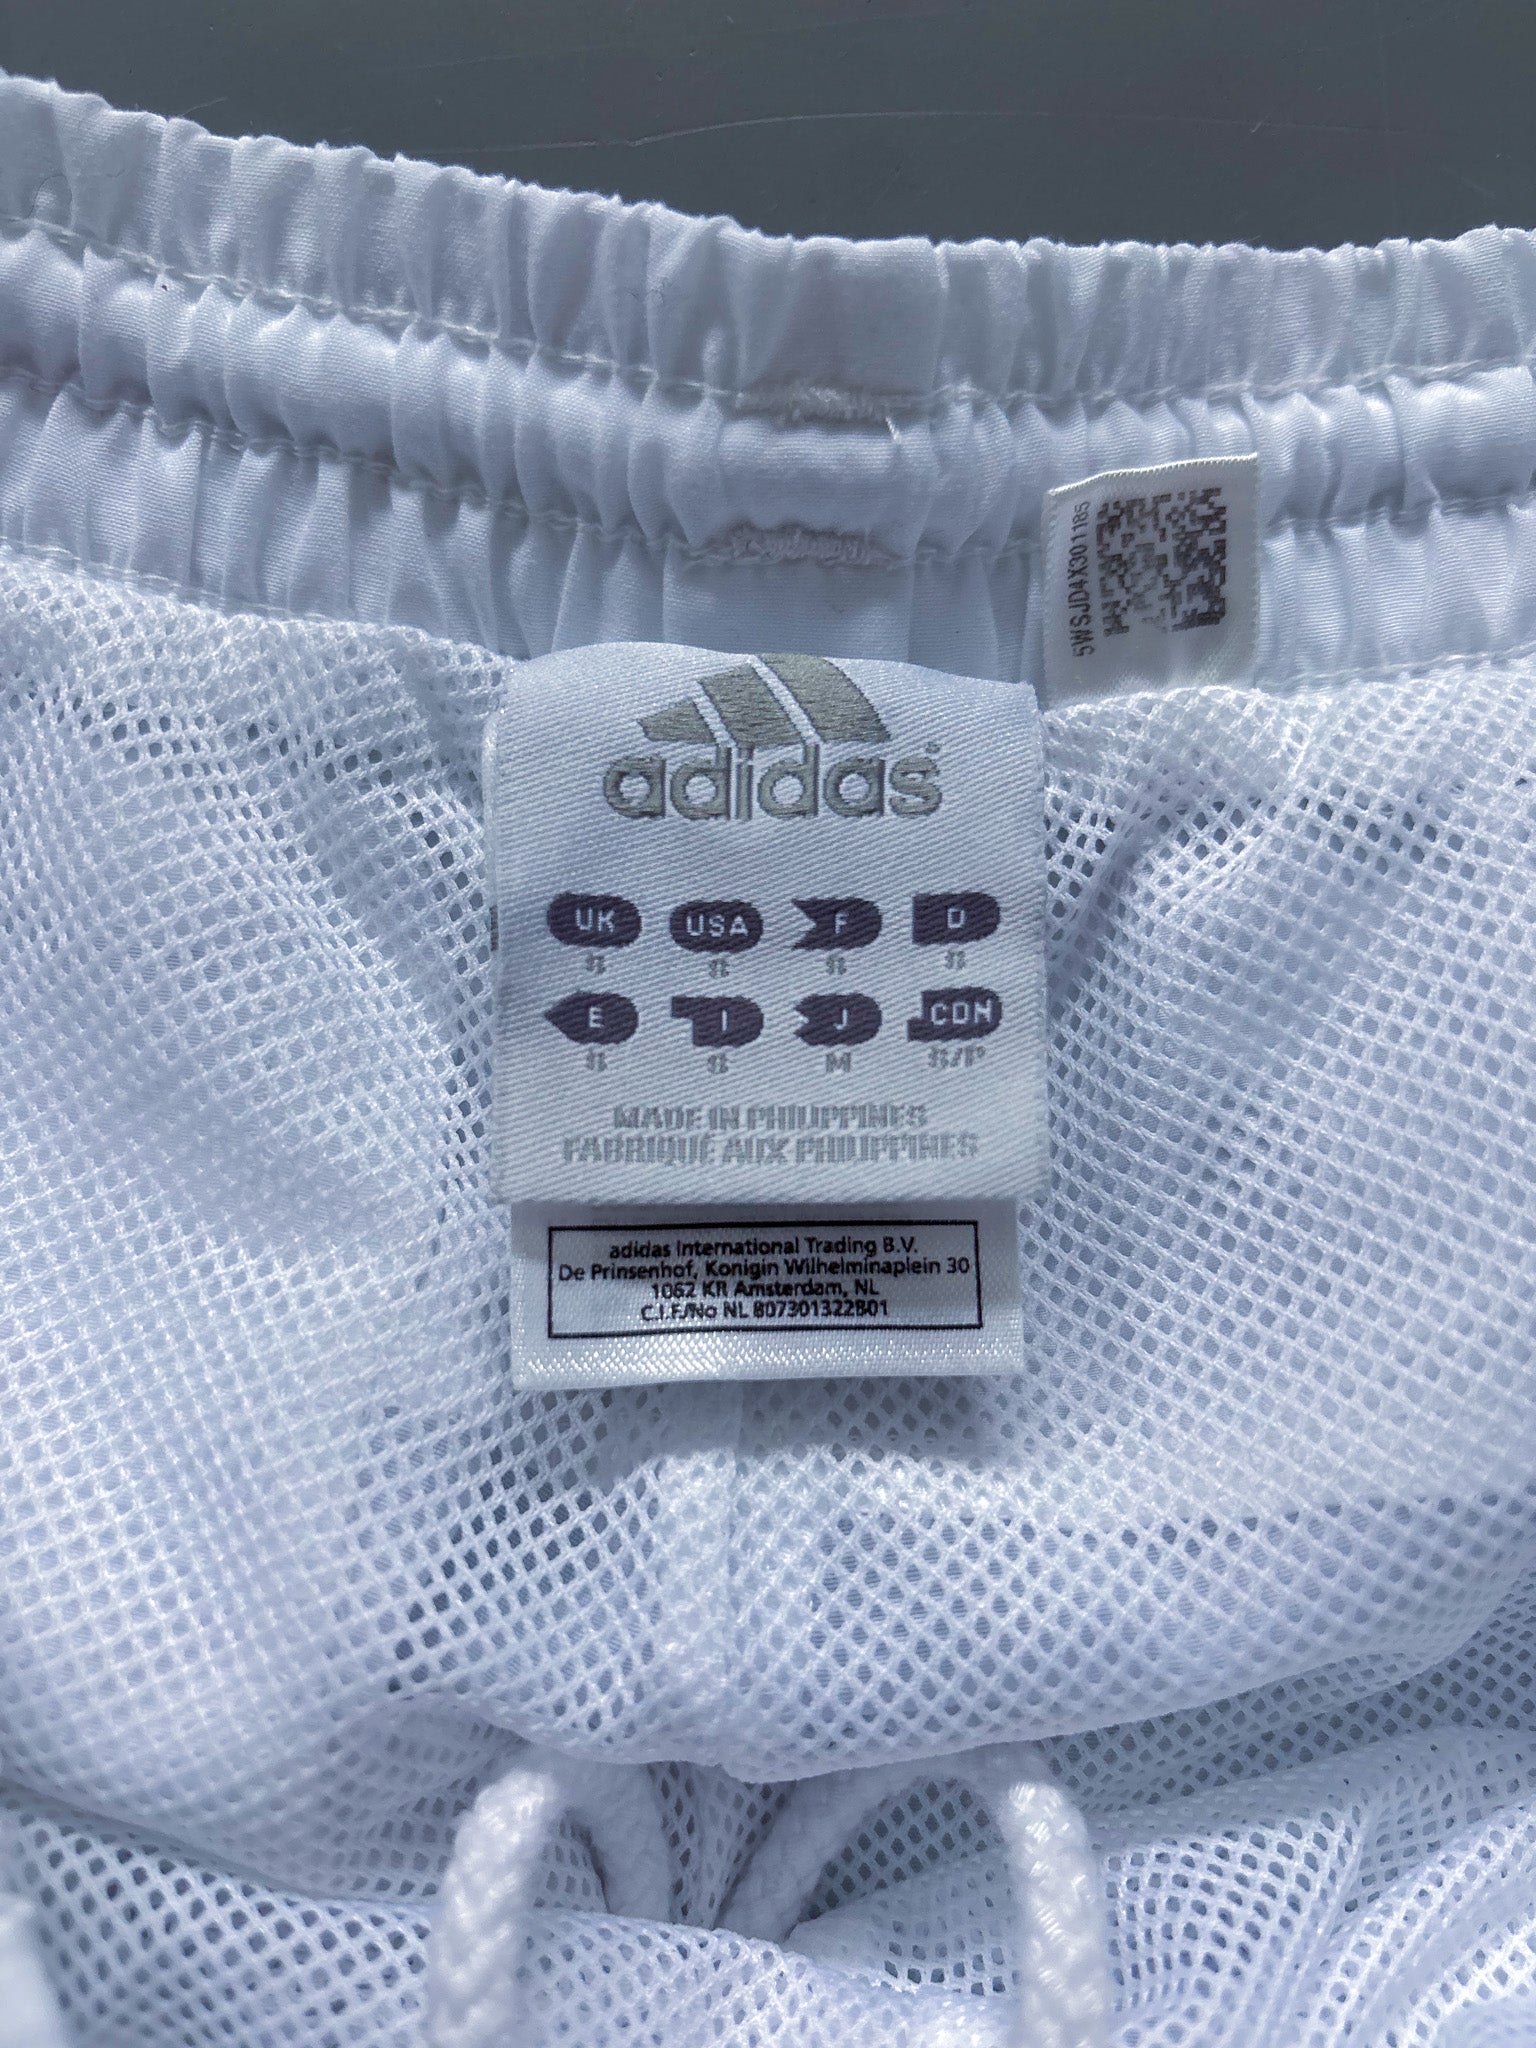 5WSJD4X301185
adidas®
UK USA F D
S S S S
E I J CDN
S S M S/P
MADE IN PHILIPPINES
FABRIQUÉ AUX PHILIPPINES
adidas International Trading B.V.
De Prinsenhof, Konigin Wilhelminaplein 30
1062 KR Amsterdam, NL
C.I.F./No NL 807301322B01